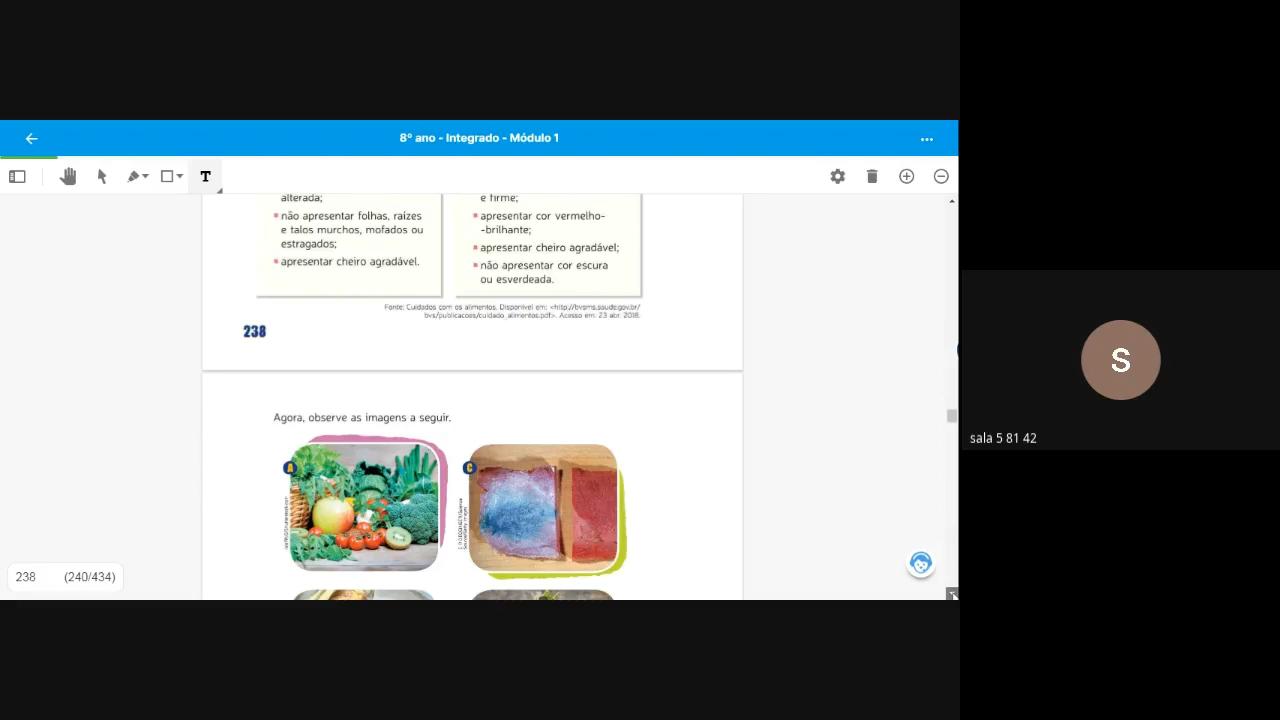 8º ano - Integrado - Módulo 1
T
alterada;
não apresentar folhas, raízes
e talos murchos, mofados ou
estragados;
apresentar cheiro agradável.
e firme;
apresentar cor vermelho-
-brilhante;
apresentar cheiro agradável;
não apresentar cor escura
ou esverdeada.
Fonte: Cuidados com os alimentos. Disponível em: <http://bvsms.saude.gov.br/
bvs/publicacoes/cuidado_alimentos.pdf>. Acesso em: 23 abr. 2018.
238
Agora, observe as imagens a seguir.
A
C
238 (240/434)
S
sala 5 81 42